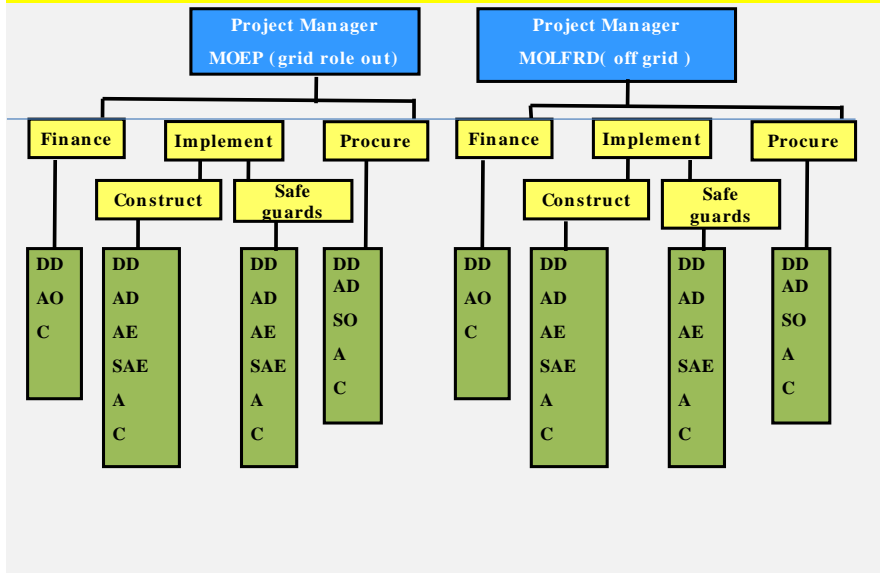 Project Manager
MOEP (grid role out)
Project Manager
MOLFRD( off grid )
Finance
Implement
Procure
Finance
Implement
Procure
Construct
Safe
guards
Construct
Safe
guards
DD
AO
C
DD
AD
AE
SAE
A
C
DD
AD
AE
SAE
A
C
DD
AD
SO
A
C
DD
AO
C
DD
AD
AE
SAE
A
C
DD
AD
AE
SAE
A
C
DD
AD
SO
A
C